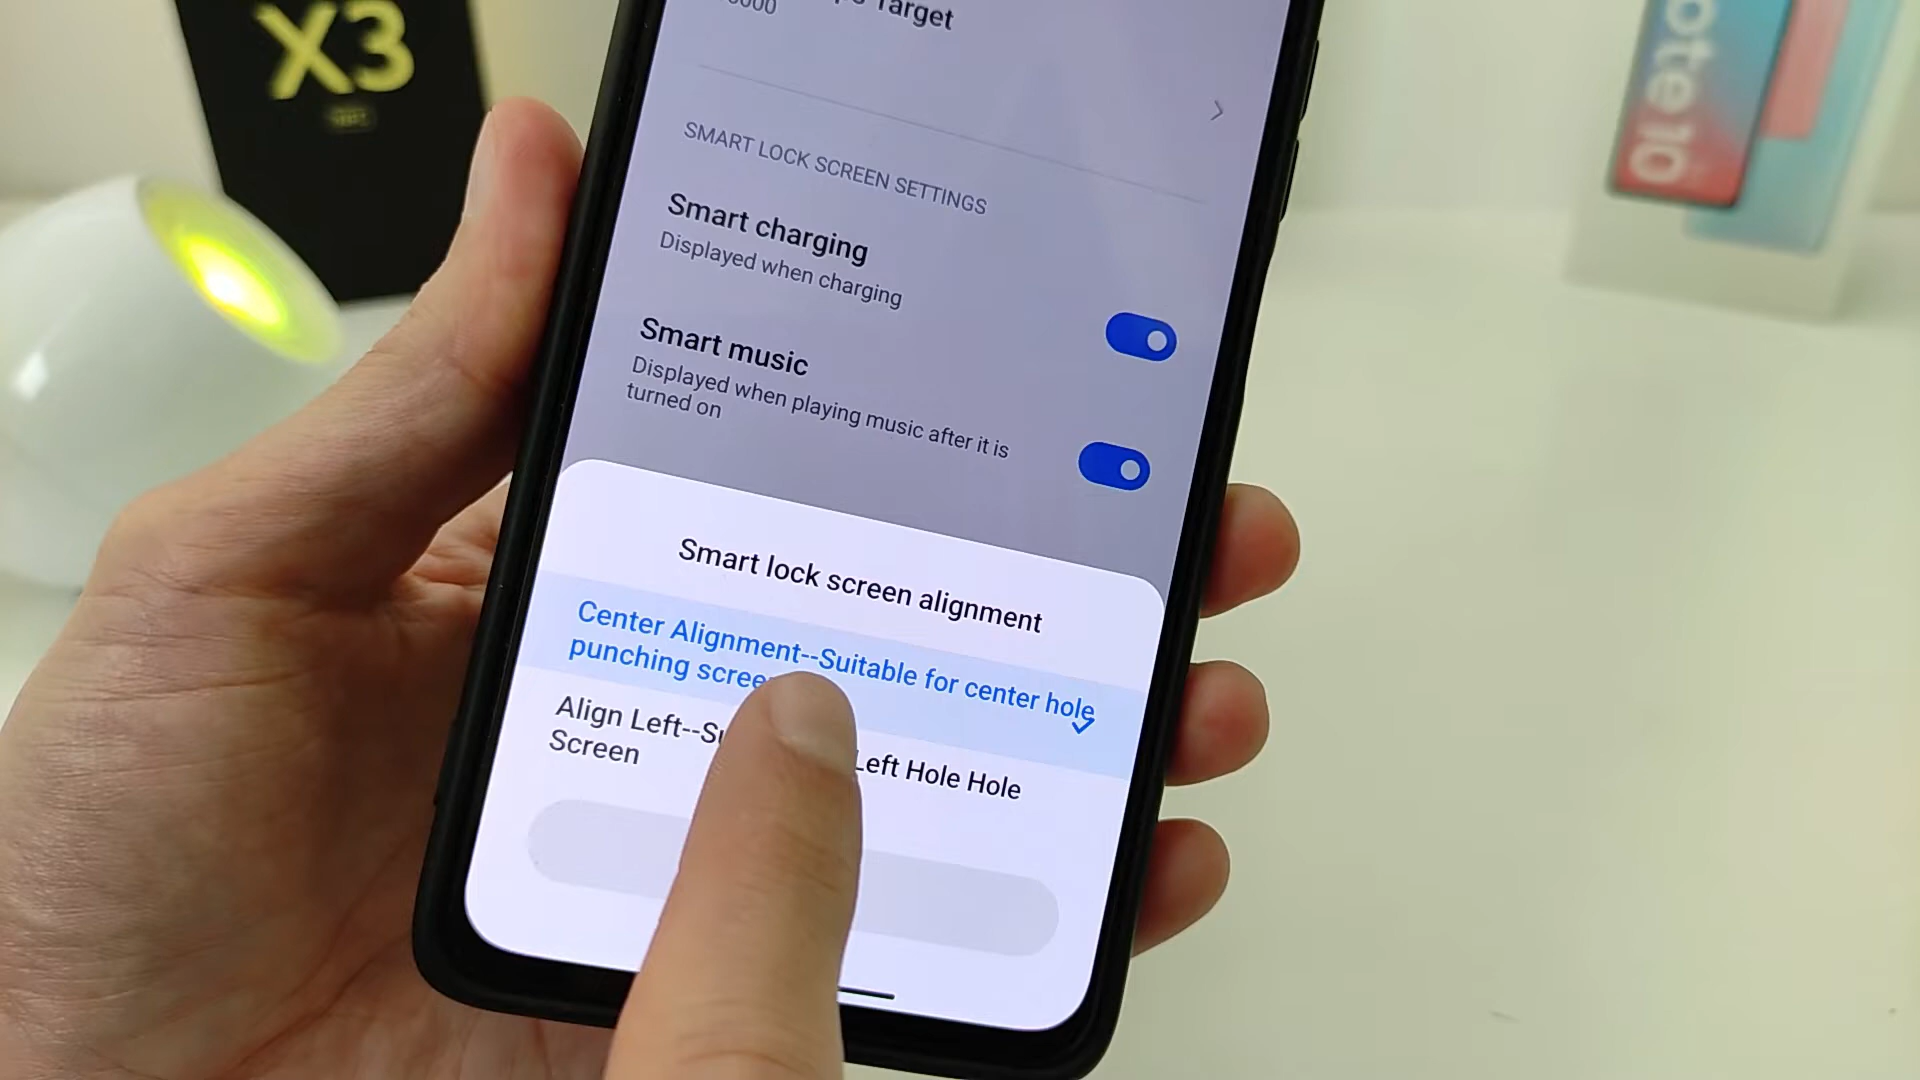 X3
Target
SMART LOCK SCREEN SETTINGS
Smart charging
Displayed when charging
Smart music
Displayed when playing music after it is
turned on
Smart lock screen alignment
Center Alignment--Suitable for center hole
punching
Align Left--
Left Hole Hole
Screen
10